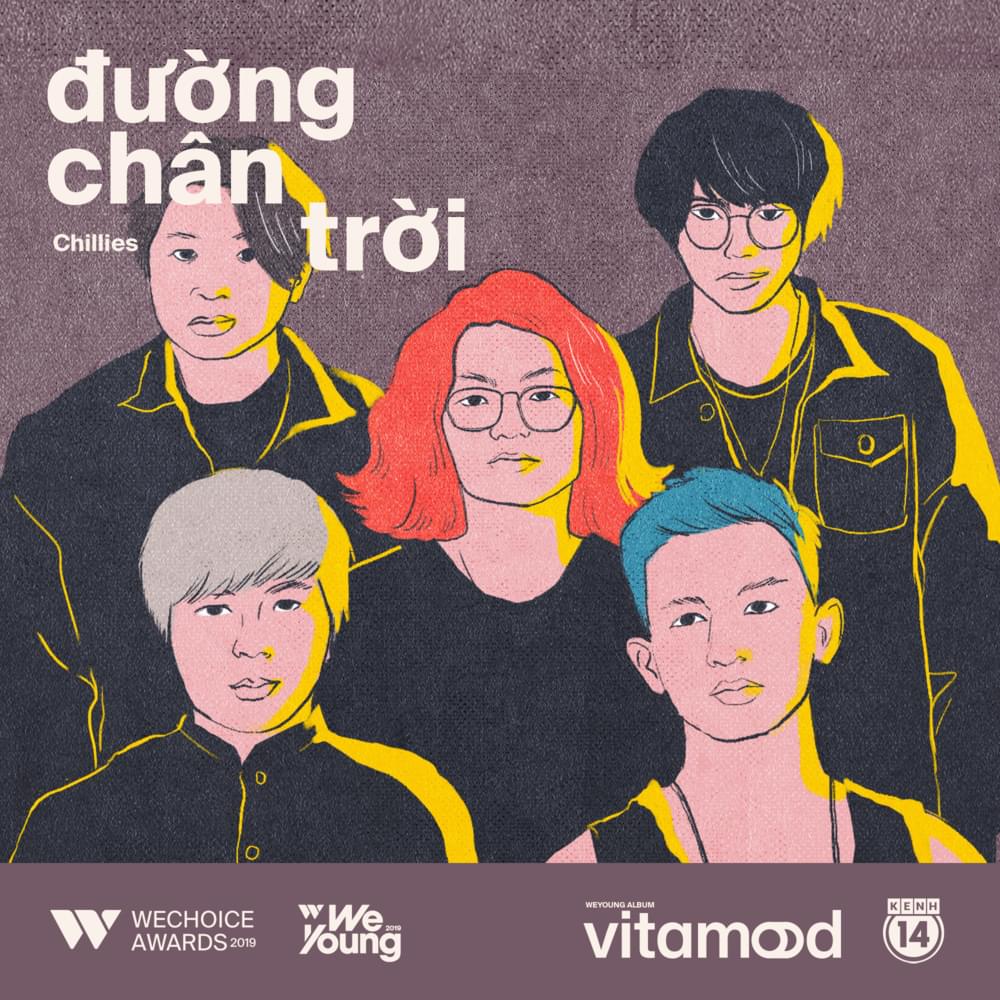 đường
chân
trời
Chillies
WECHOICE
AWARDS 2019
We 2019
Young
WEYOUNG ALBUM
vitamood
KENH
14